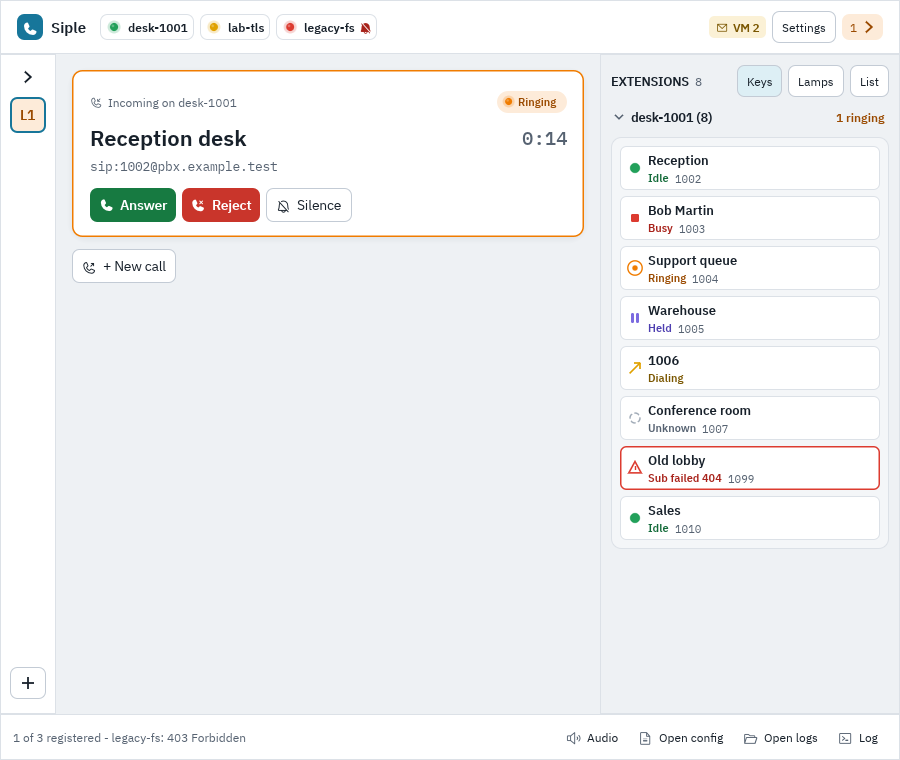 Siple
desk-1001
lab-tls
legacy-fs
VM 2
Settings
1
L1
Incoming on desk-1001
Ringing
Reception desk
0:14
sip:1002@pbx.example.test
Answer
Reject
Silence
+ New call
EXTENSIONS 8
Keys
Lamps
List
desk-1001 (8)
1 ringing
Reception
Idle 1002
Bob Martin
Busy 1003
Support queue
Ringing 1004
Warehouse
Held 1005
1006
Dialing
Conference room
Unknown 1007
Old lobby
Sub failed 404 1099
Sales
Idle 1010
+
1 of 3 registered - legacy-fs: 403 Forbidden
Audio
Open config
Open logs
Log